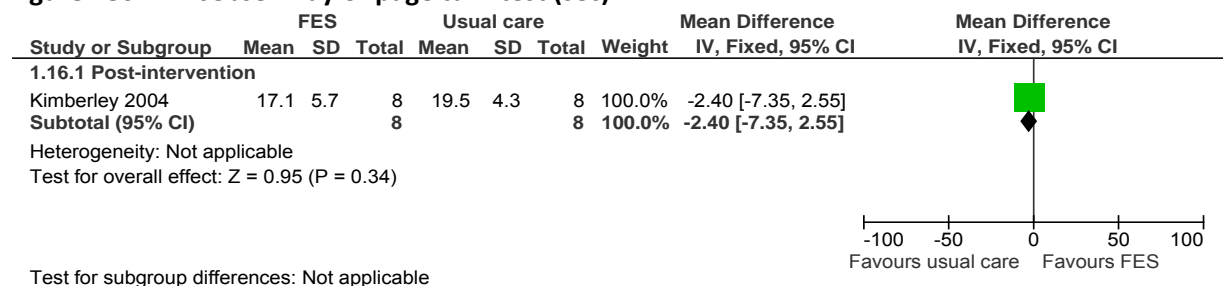 FES Usual care Mean Difference Mean Difference
Study or Subgroup Mean SD Total Mean SD Total Weight IV, Fixed, 95% CI IV, Fixed, 95% CI
1.16.1 Post-intervention
Kimberley 2004 17.1 5.7 8 19.5 4.3 8 100.0% -2.40 [-7.35, 2.55]
Subtotal (95% CI) 8 8 100.0% -2.40 [-7.35, 2.55]
Heterogeneity: Not applicable
Test for overall effect: Z = 0.95 (P = 0.34)
-100 -50 0 50 100
Favours usual care Favours FES
Test for subgroup differences: Not applicable